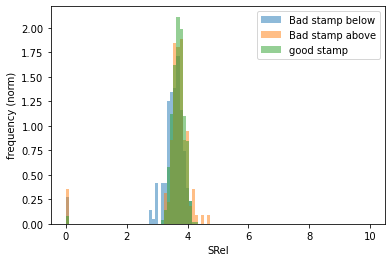 Bad stamp below
Bad stamp above
good stamp
frequency (norm)
2.00
1.75
1.50
1.25
1.00
0.75
0.50
0.25
0.00
0 2 4 6 8 10
SRel